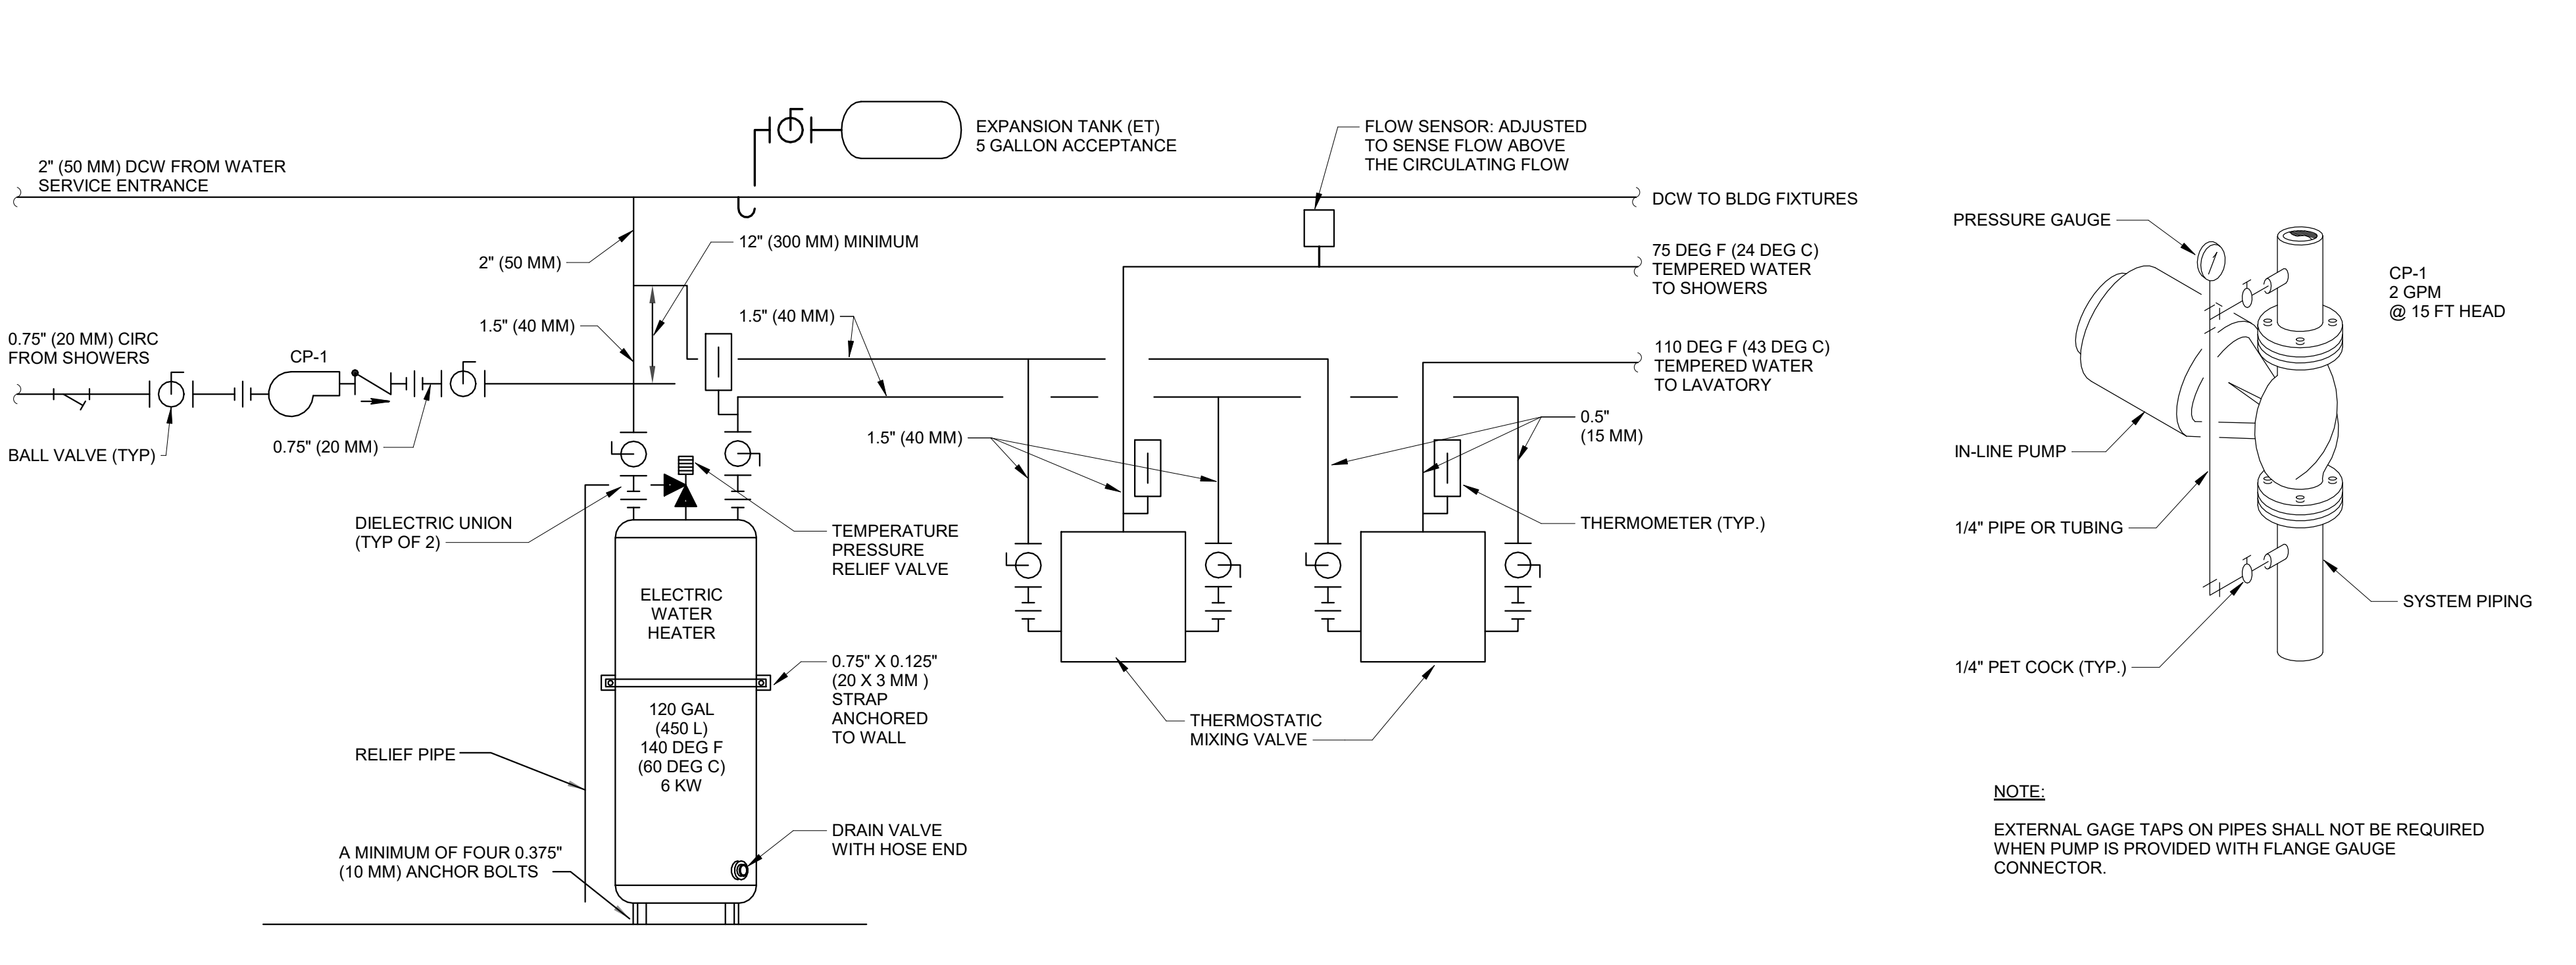 EXPANSION TANK (ET)
5 GALLON ACCEPTANCE
FLOW SENSOR: ADJUSTED
TO SENSE FLOW ABOVE
THE CIRCULATING FLOW
2" (50 MM) DCW FROM WATER
SERVICE ENTRANCE
DCW TO BLDG FIXTURES
2" (50 MM)
12" (300 MM) MINIMUM
75 DEG F (24 DEG C)
TEMPERED WATER
TO SHOWERS
1.5" (40 MM)
1.5" (40 MM)
0.75" (20 MM) CIRC
FROM SHOWERS
CP-1
110 DEG F (43 DEG C)
TEMPERED WATER
TO LAVATORY
BALL VALVE (TYP)
0.75" (20 MM)
1.5" (40 MM)
0.5"
(15 MM)
DIELECTRIC UNION
(TYP OF 2)
TEMPERATURE
PRESSURE
RELIEF VALVE
THERMOMETER (TYP.)
ELECTRIC
WATER
HEATER
0.75" X 0.125"
(20 X 3 MM )
STRAP
ANCHORED
TO WALL
120 GAL
(450 L)
140 DEG F
(60 DEG C)
6 KW
THERMOSTATIC
MIXING VALVE
RELIEF PIPE
DRAIN VALVE
WITH HOSE END
A MINIMUM OF FOUR 0.375"
(10 MM) ANCHOR BOLTS
PRESSURE GAUGE
CP-1
2 GPM
@ 15 FT HEAD
IN-LINE PUMP
1/4" PIPE OR TUBING
SYSTEM PIPING
1/4" PET COCK (TYP.)
NOTE:
EXTERNAL GAGE TAPS ON PIPES SHALL NOT BE REQUIRED
WHEN PUMP IS PROVIDED WITH FLANGE GAUGE
CONNECTOR.